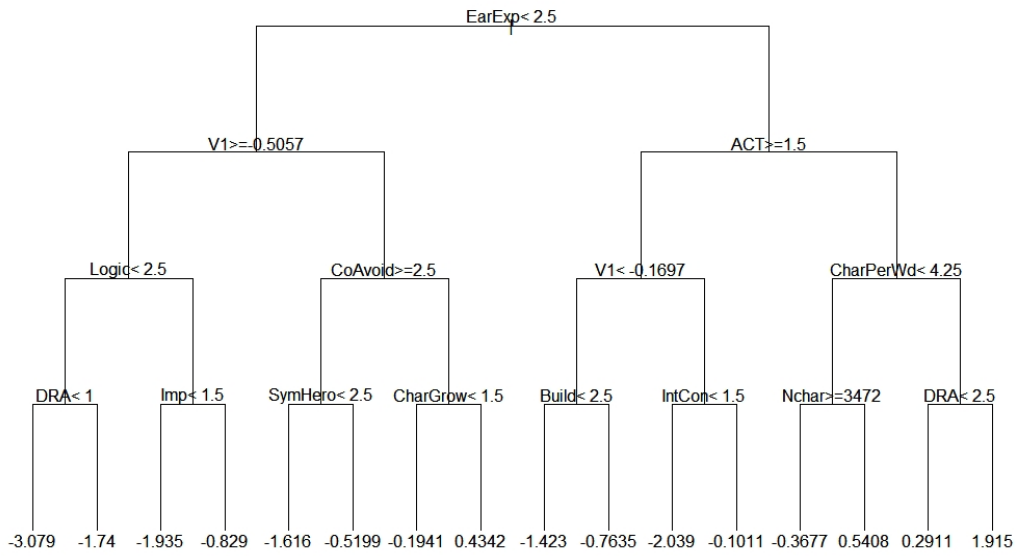 EarExp< 2.5
V1>=-0.5057 ACT>=1.5
Logic< 2.5 CoAvoid>=2.5 V1< -0.1697 CharPerWd< 4.25
DRA< 1 Imp< 1.5 SymHero< 2.5 CharGrow< 1.5 Build< 2.5 IntCon< 1.5 Nchar>=3472 DRA< 2.5
-3.079 -1.74 -1.935 -0.829 -1.616 -0.5199 -0.1941 0.4342 -1.423 -0.7635 -2.039 -0.1011 -0.3677 0.5408 0.2911 1.915